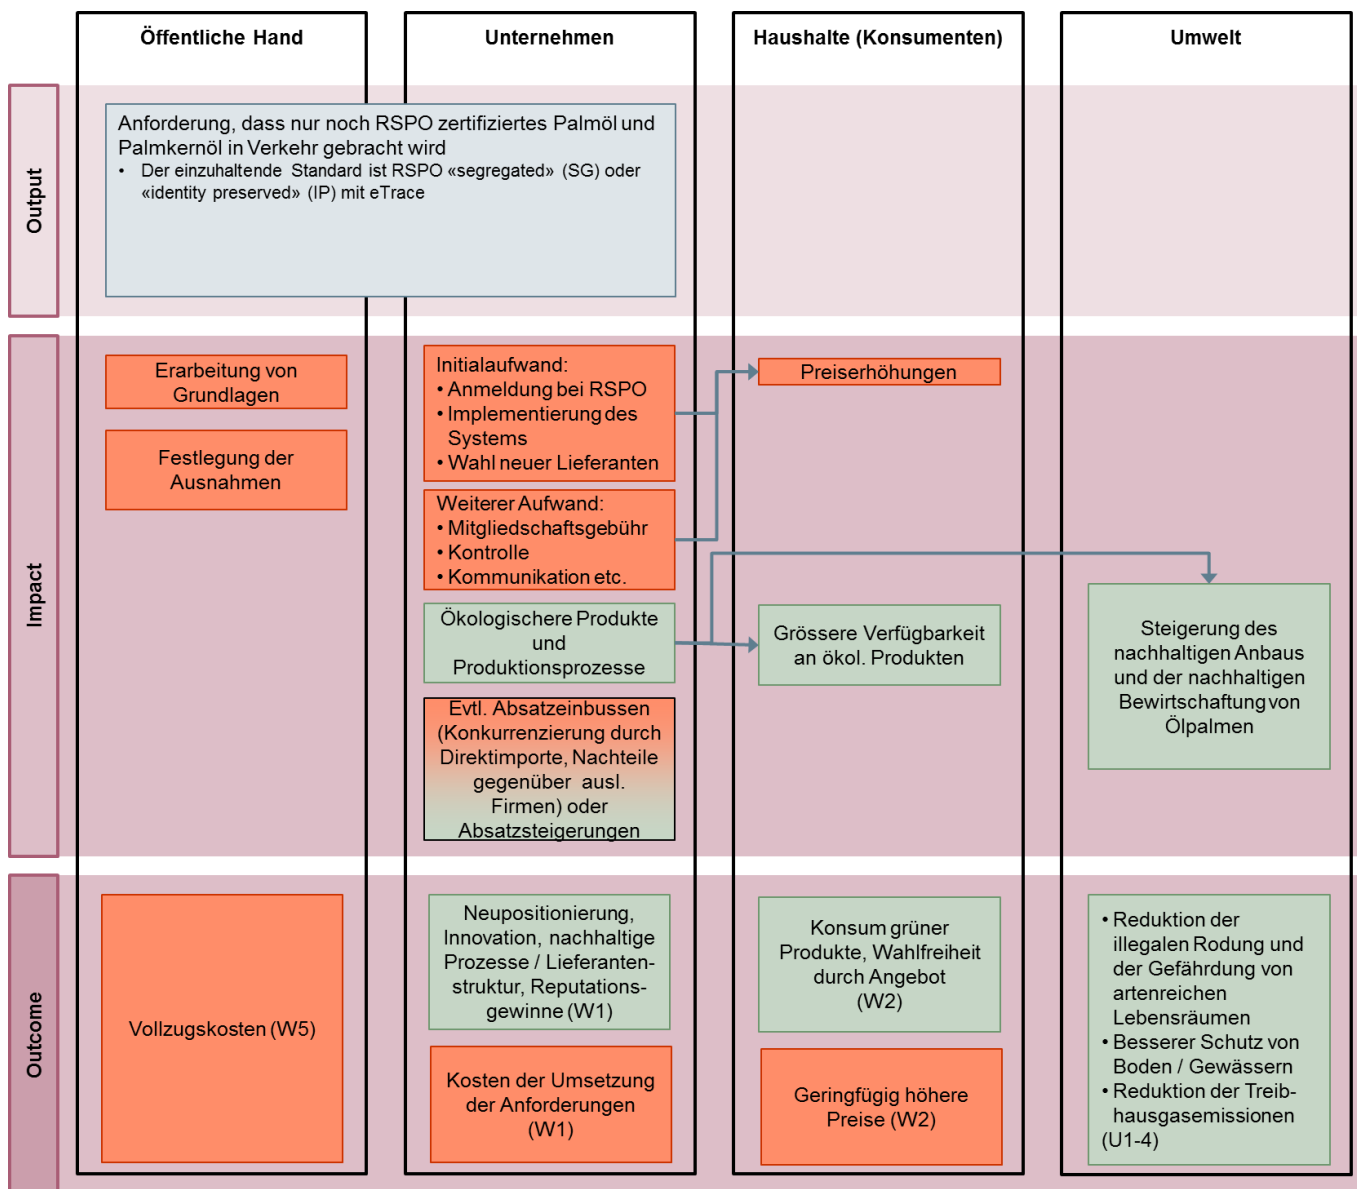 Öffentliche Hand
Unternehmen
Haushalte (Konsumenten)
Umwelt
Output
Anforderung, dass nur noch RSPO zertifiziertes Palmöl und
Palmkernöl in Verkehr gebracht wird
• Der einzuhaltende Standard ist RSPO «segregated» (SG) oder
«identity preserved» (IP) mit eTrace
Impact
Erarbeitung von
Grundlagen
Festlegung der
Ausnahmen
Initialaufwand:
• Anmeldung bei RSPO
• Implementierung des
Systems
• Wahl neuer Lieferanten
Weiterer Aufwand:
• Mitgliedschaftsgebühr
• Kontrolle
• Kommunikation etc.
Ökologischere Produkte
und
Produktionsprozesse
Evtl. Absatzeinbussen
(Konkurrenzierung durch
Direktimporte, Nachteile
gegenüber ausl.
Firmen) oder
Absatzsteigerungen
Preiserhöhungen
Grössere Verfügbarkeit
an ökol. Produkten
Steigerung des
nachhaltigen Anbaus
und der nachhaltigen
Bewirtschaftung von
Ölpalmen
Outcome
Vollzugskosten (W5)
Neupositionierung,
Innovation, nachhaltige
Prozesse / Lieferanten-
struktur, Reputations-
gewinne (W1)
Kosten der Umsetzung
der Anforderungen
(W1)
Konsum grüner
Produkte, Wahlfreiheit
durch Angebot
(W2)
Geringfügig höhere
Preise (W2)
• Reduktion der
illegalen Rodung und
der Gefährdung von
artenreichen
Lebensräumen
• Besserer Schutz von
Boden / Gewässern
• Reduktion der Treib-
hausgasemissionen
(U1-4)